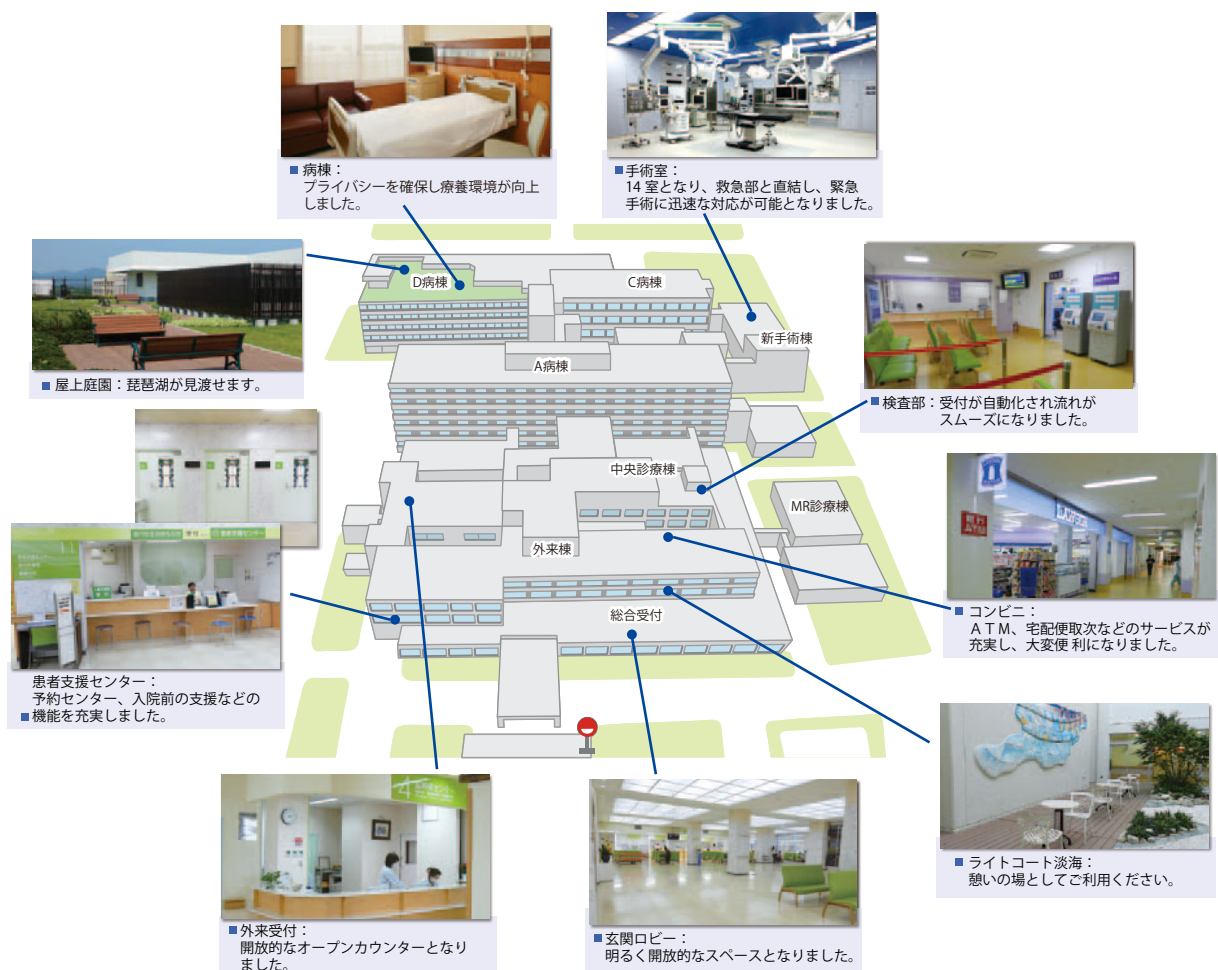 ■ 病棟：
プライバシーを確保し療養環境が向上
しました。
■ 手術室：
14 室となり、救急部と直結し、緊急
手術に迅速な対応が可能となりました。
D病棟
C病棟
新手術棟
A病棟
■ 屋上庭園：琵琶湖が見渡せます。
■ 検査部：受付が自動化され流れが
スムーズになりました。
中央診療棟
MR診療棟
外来棟
総合受付
11
受付
患者支援センター
LAWSON
■ コンビニ：
ＡＴＭ、宅配便取次などのサービスが
充実し、大変便 利になりました。
患者支援センター：
予約センター、入院前の支援などの
■ 機能を充実しました。
4
■ ライトコート淡海：
憩いの場としてご利用ください。
■ 外来受付：
開放的なオープンカウンターとなり
ました。
■ 玄関ロビー：
明るく開放的なスペースとなりました。